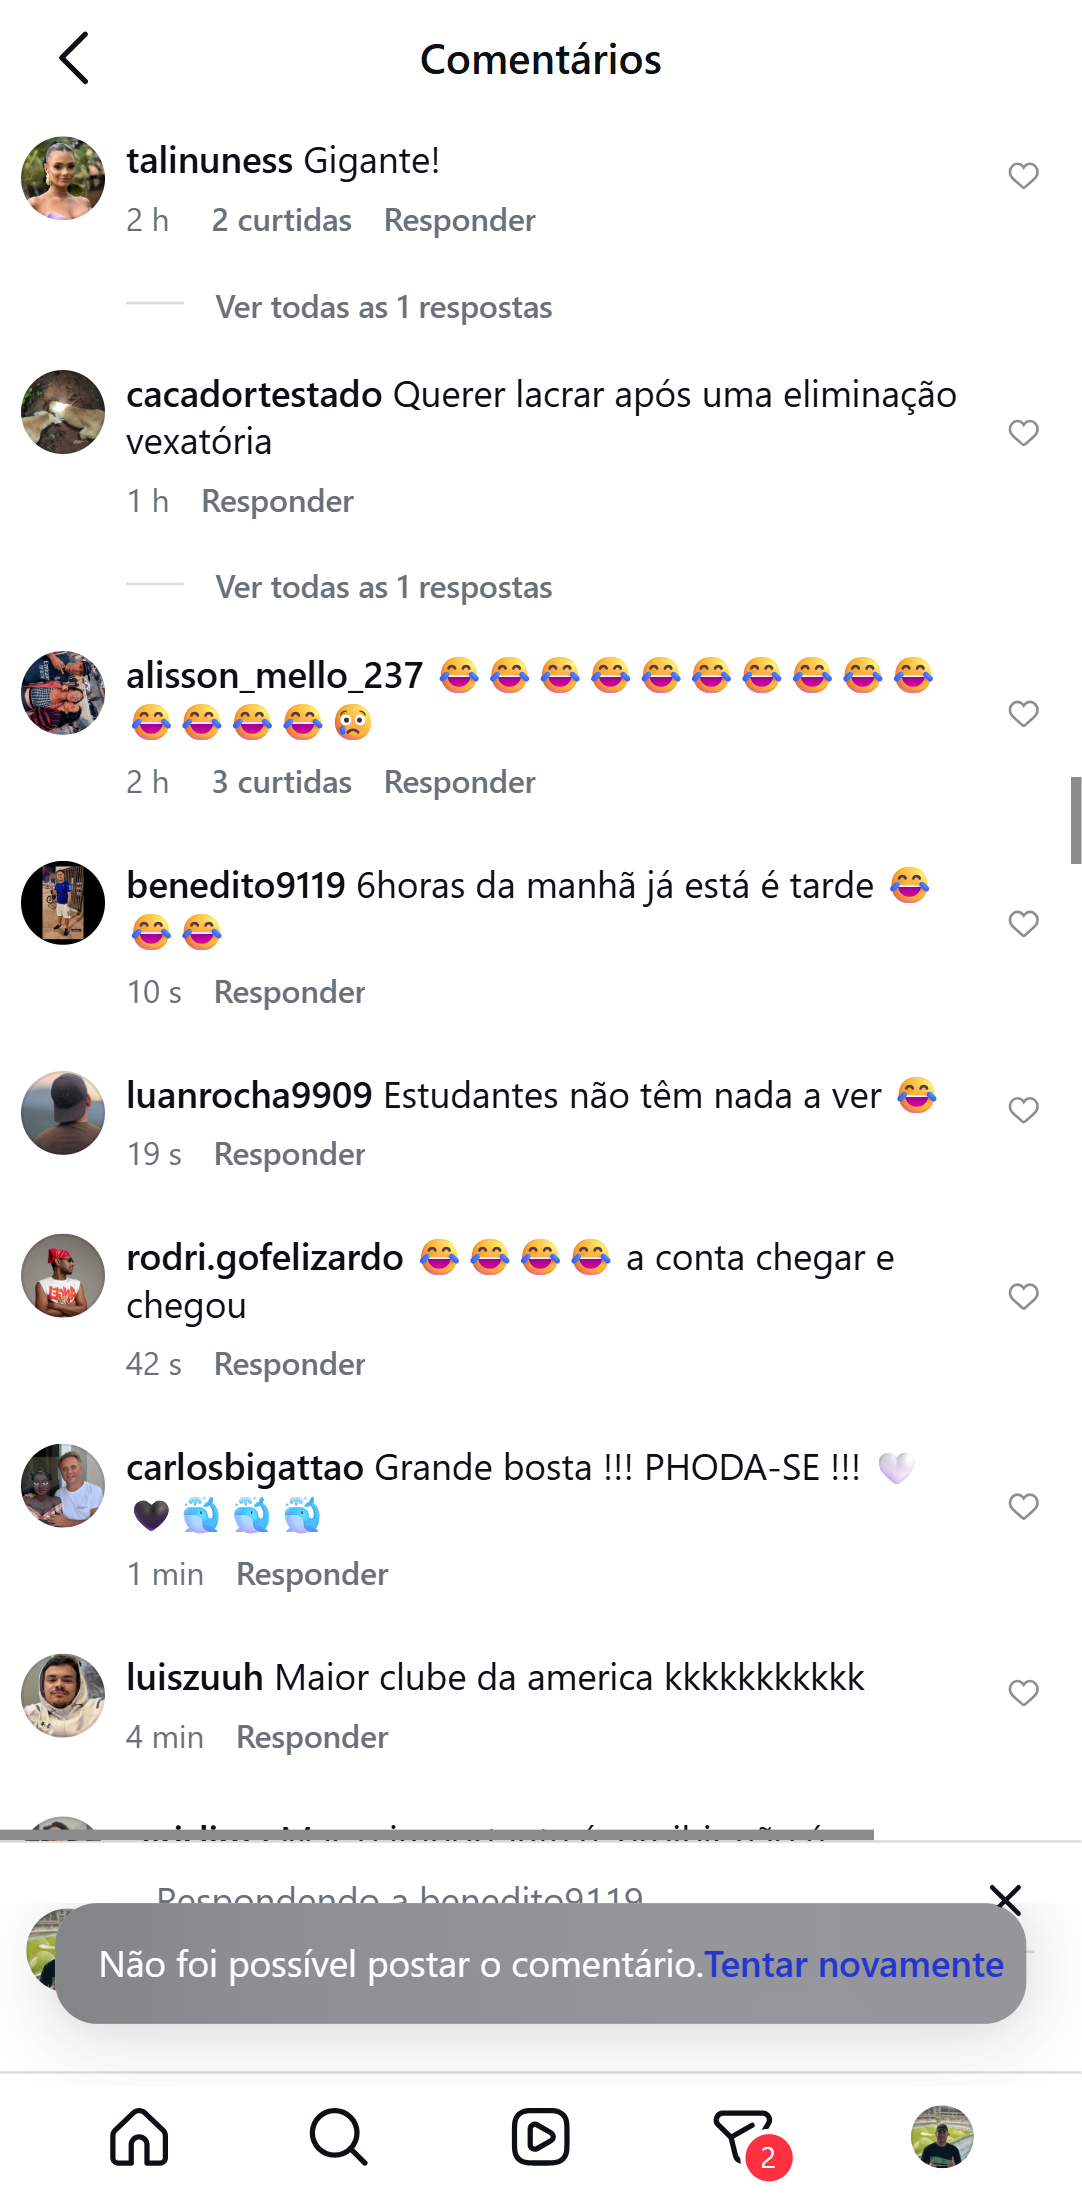 Comentários
talinuness Gigante!
2 h 2 curtidas Responder
Ver todas as 1 respostas
cacadortestado Querer lacrar após uma eliminação
vexatória
1 h Responder
Ver todas as 1 respostas
alisson_mello_237 😂😂😂😂😂😂😂😂😂😂
😂😂😂😂😢
2 h 3 curtidas Responder
benedito9119 6horas da manhã já está é tarde 😂
😂😂
10 s Responder
luanrocha9909 Estudantes não têm nada a ver 😂
19 s Responder
rodri.gofelizardo 😂😂😂😂 a conta chegar e
chegou
42 s Responder
carlosbigattao Grande bosta !!! PHODA-SE !!! 🤍
🖤🐳🐳🐳
1 min Responder
luiszuuh Maior clube da america kkkkkkkkkkk
4 min Responder
Respondendo a benedito9119
Não foi possível postar o comentário.Tentar novamente
2